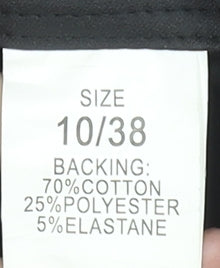 SIZE
10/38
BACKING:
70%COTTON
25%POLYESTER
5%ELASTANE